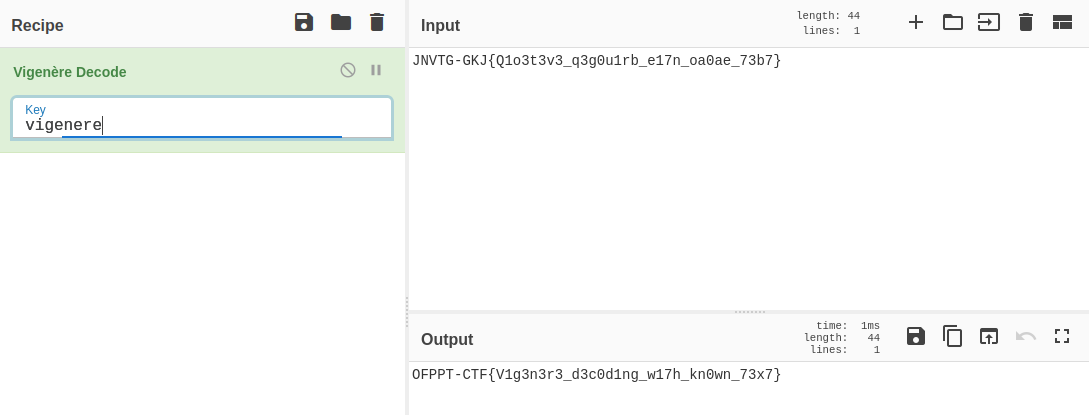 Recipe
Vigenère Decode
Key
vigenere
Input
length: 44
lines: 1
JNVTG-GKJ{Q1o3t3v3_q3g0u1rb_e17n_oa0ae_73b7}
Output
time: 1ms
length: 44
lines: 1
OFPPT-CTF{V1g3n3r3_d3c0d1ng_w17h_kn0wn_73x7}